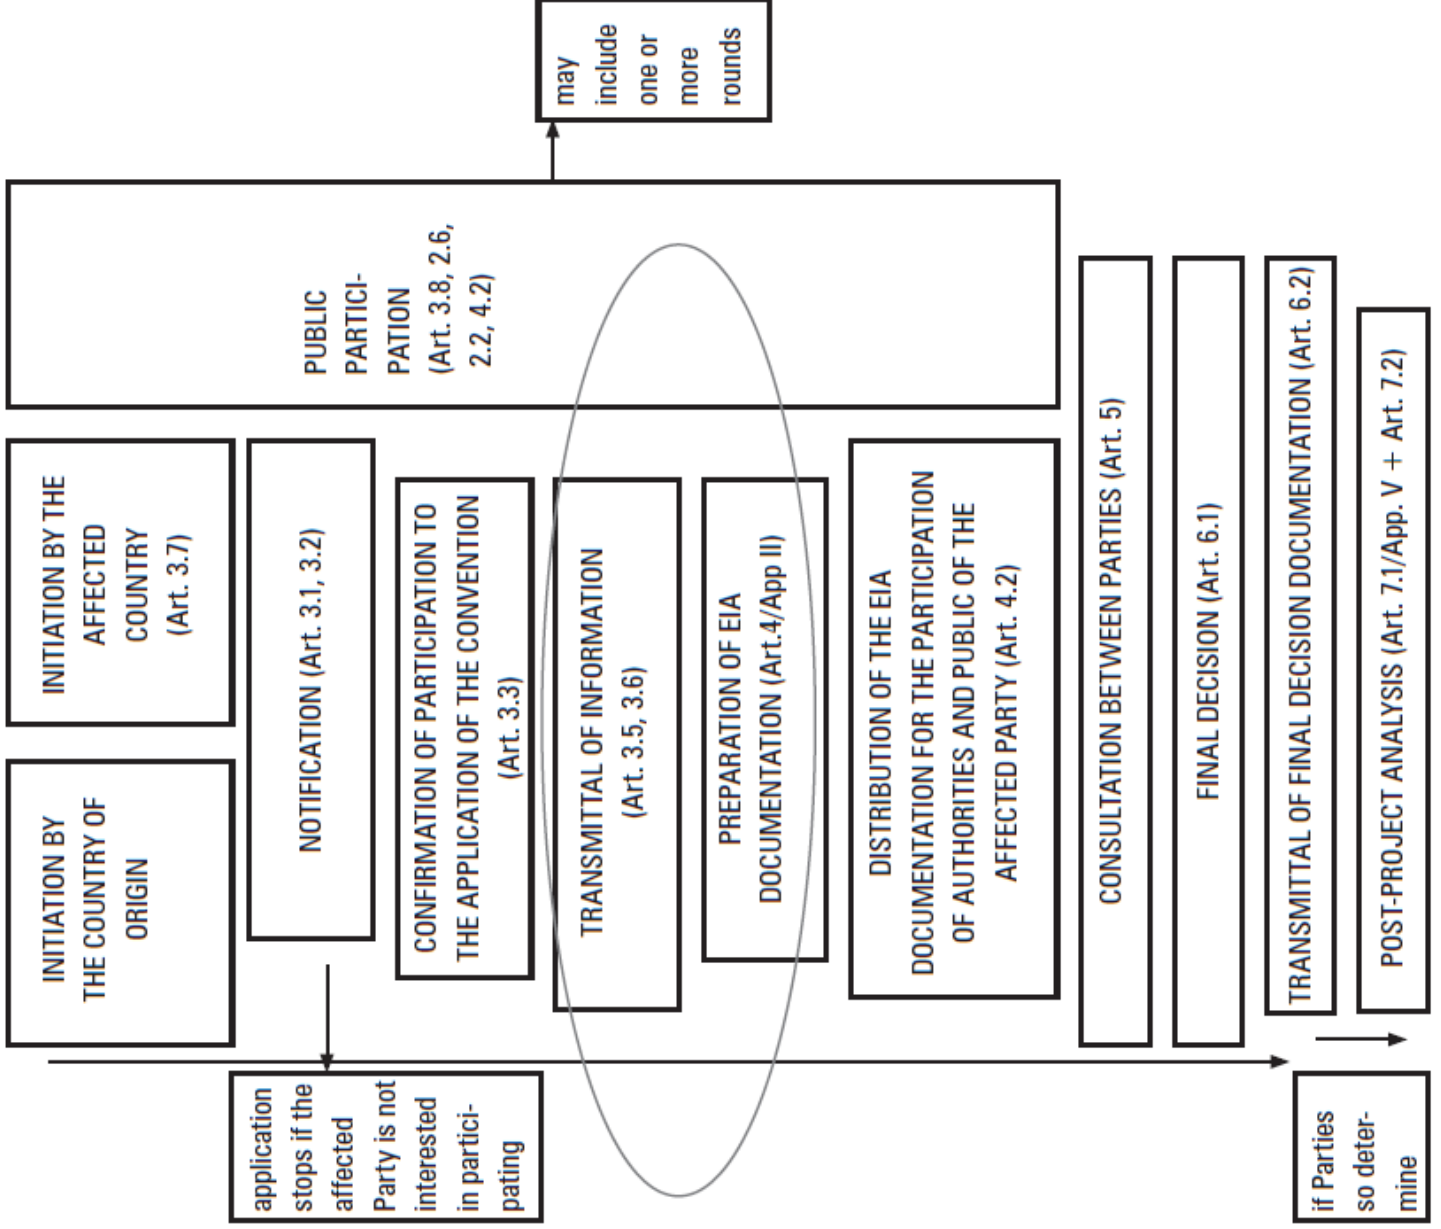 INITIATION BY
THE COUNTRY OF
ORIGIN
INITIATION BY THE
AFFECTED
COUNTRY
(Art. 3.7)
PUBLIC
PARTICI-
PATION
(Art. 3.8, 2.6,
2.2, 4.2)
may
include
one or
more
rounds
NOTIFICATION (Art. 3.1, 3.2)
application
stops if the
affected
Party is not
interested
in partici-
pating
CONFIRMATION OF PARTICIPATION TO
THE APPLICATION OF THE CONVENTION
(Art. 3.3)
TRANSMITTAL OF INFORMATION
(Art. 3.5, 3.6)
PREPARATION OF EIA
DOCUMENTATION (Art.4/App II)
DISTRIBUTION OF THE EIA
DOCUMENTATION FOR THE PARTICIPATION
OF AUTHORITIES AND PUBLIC OF THE
AFFECTED PARTY (Art. 4.2)
CONSULTATION BETWEEN PARTIES (Art. 5)
FINAL DECISION (Art. 6.1)
TRANSMITTAL OF FINAL DECISION DOCUMENTATION (Art. 6.2)
if Parties
so deter-
mine
POST-PROJECT ANALYSIS (Art. 7.1/App. V + Art. 7.2)